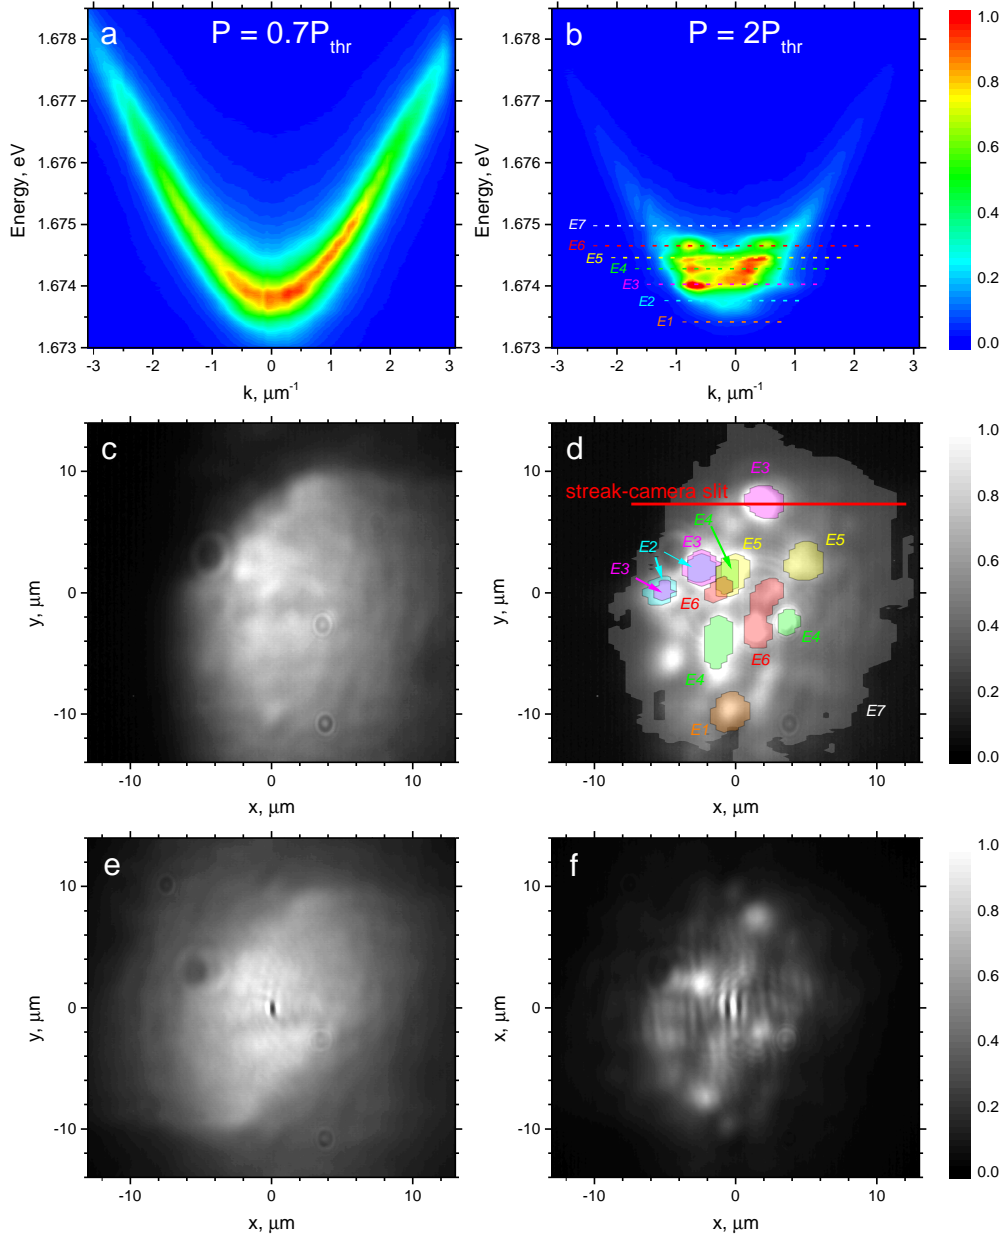 a P = 0.7Pthr
1.678
1.677
1.676
1.675
1.674
1.673
Energy, eV
-3 -2 -1 0 1 2 3
k, μm-1
b P = 2Pthr
1.678
1.677
1.676
1.675
1.674
1.673
Energy, eV
E7
E6
E5
E4
E3
E2
E1
-3 -2 -1 0 1 2 3
k, μm-1
1.0
0.8
0.6
0.4
0.2
0.0
c
10
0
-10
y, μm
-10 0 10
x, μm
d
E3
streak-camera slit
E4
E3
E2
E5
E5
E3
E6
E4
E6
E4
E7
E1
10
0
-10
y, μm
-10 0 10
x, μm
1.0
0.8
0.6
0.4
0.2
0.0
e
10
0
-10
y, μm
-10 0 10
x, μm
f
10
0
-10
x, μm
-10 0 10
x, μm
1.0
0.8
0.6
0.4
0.2
0.0